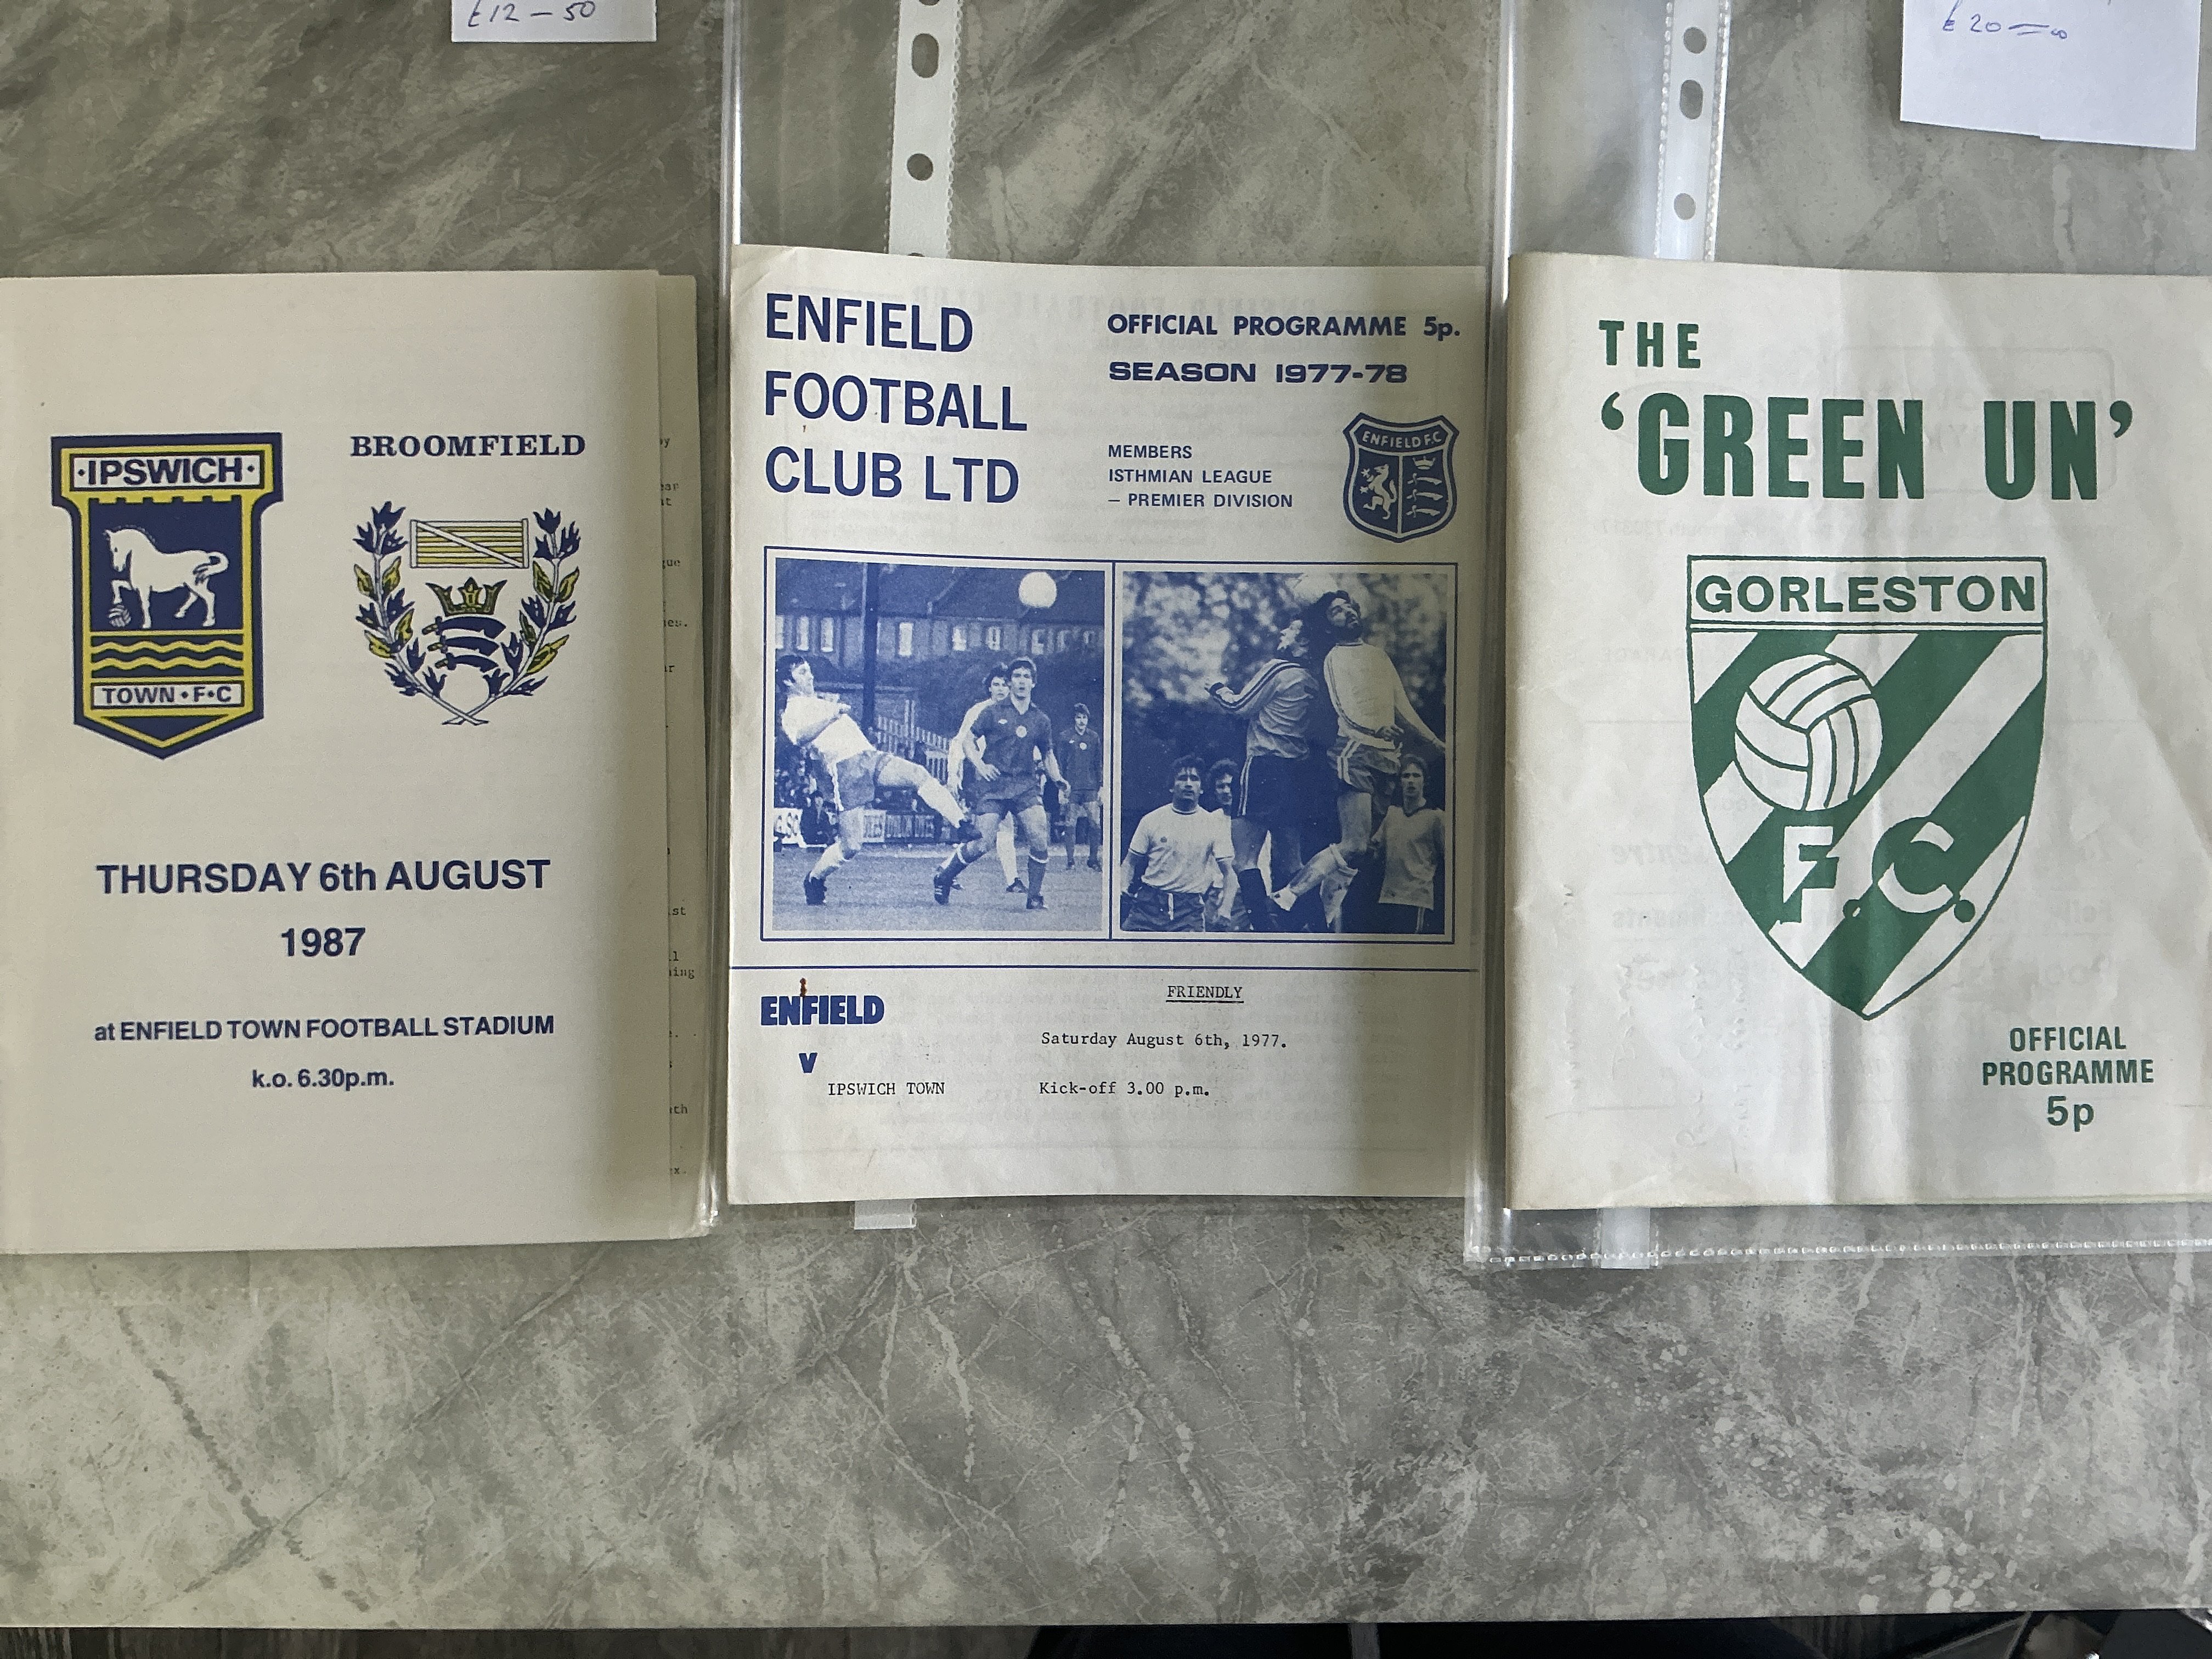 £12-50
£20=00
·IPSWICH·
TOWN·F·C
BROOMFIELD
THURSDAY 6th AUGUST
1987
at ENFIELD TOWN FOOTBALL STADIUM
k.o. 6.30p.m.
ENFIELD
FOOTBALL
CLUB LTD
OFFICIAL PROGRAMME 5p.
SEASON 1977-78
MEMBERS
ISTHMIAN LEAGUE
– PREMIER DIVISION
ENFIELD F.C
ENFIELD
V
IPSWICH TOWN
FRIENDLY
Saturday August 6th, 1977.
Kick-off 3.00 p.m.
THE
‘GREEN UN’
GORLESTON
F.C.
OFFICIAL
PROGRAMME
5p